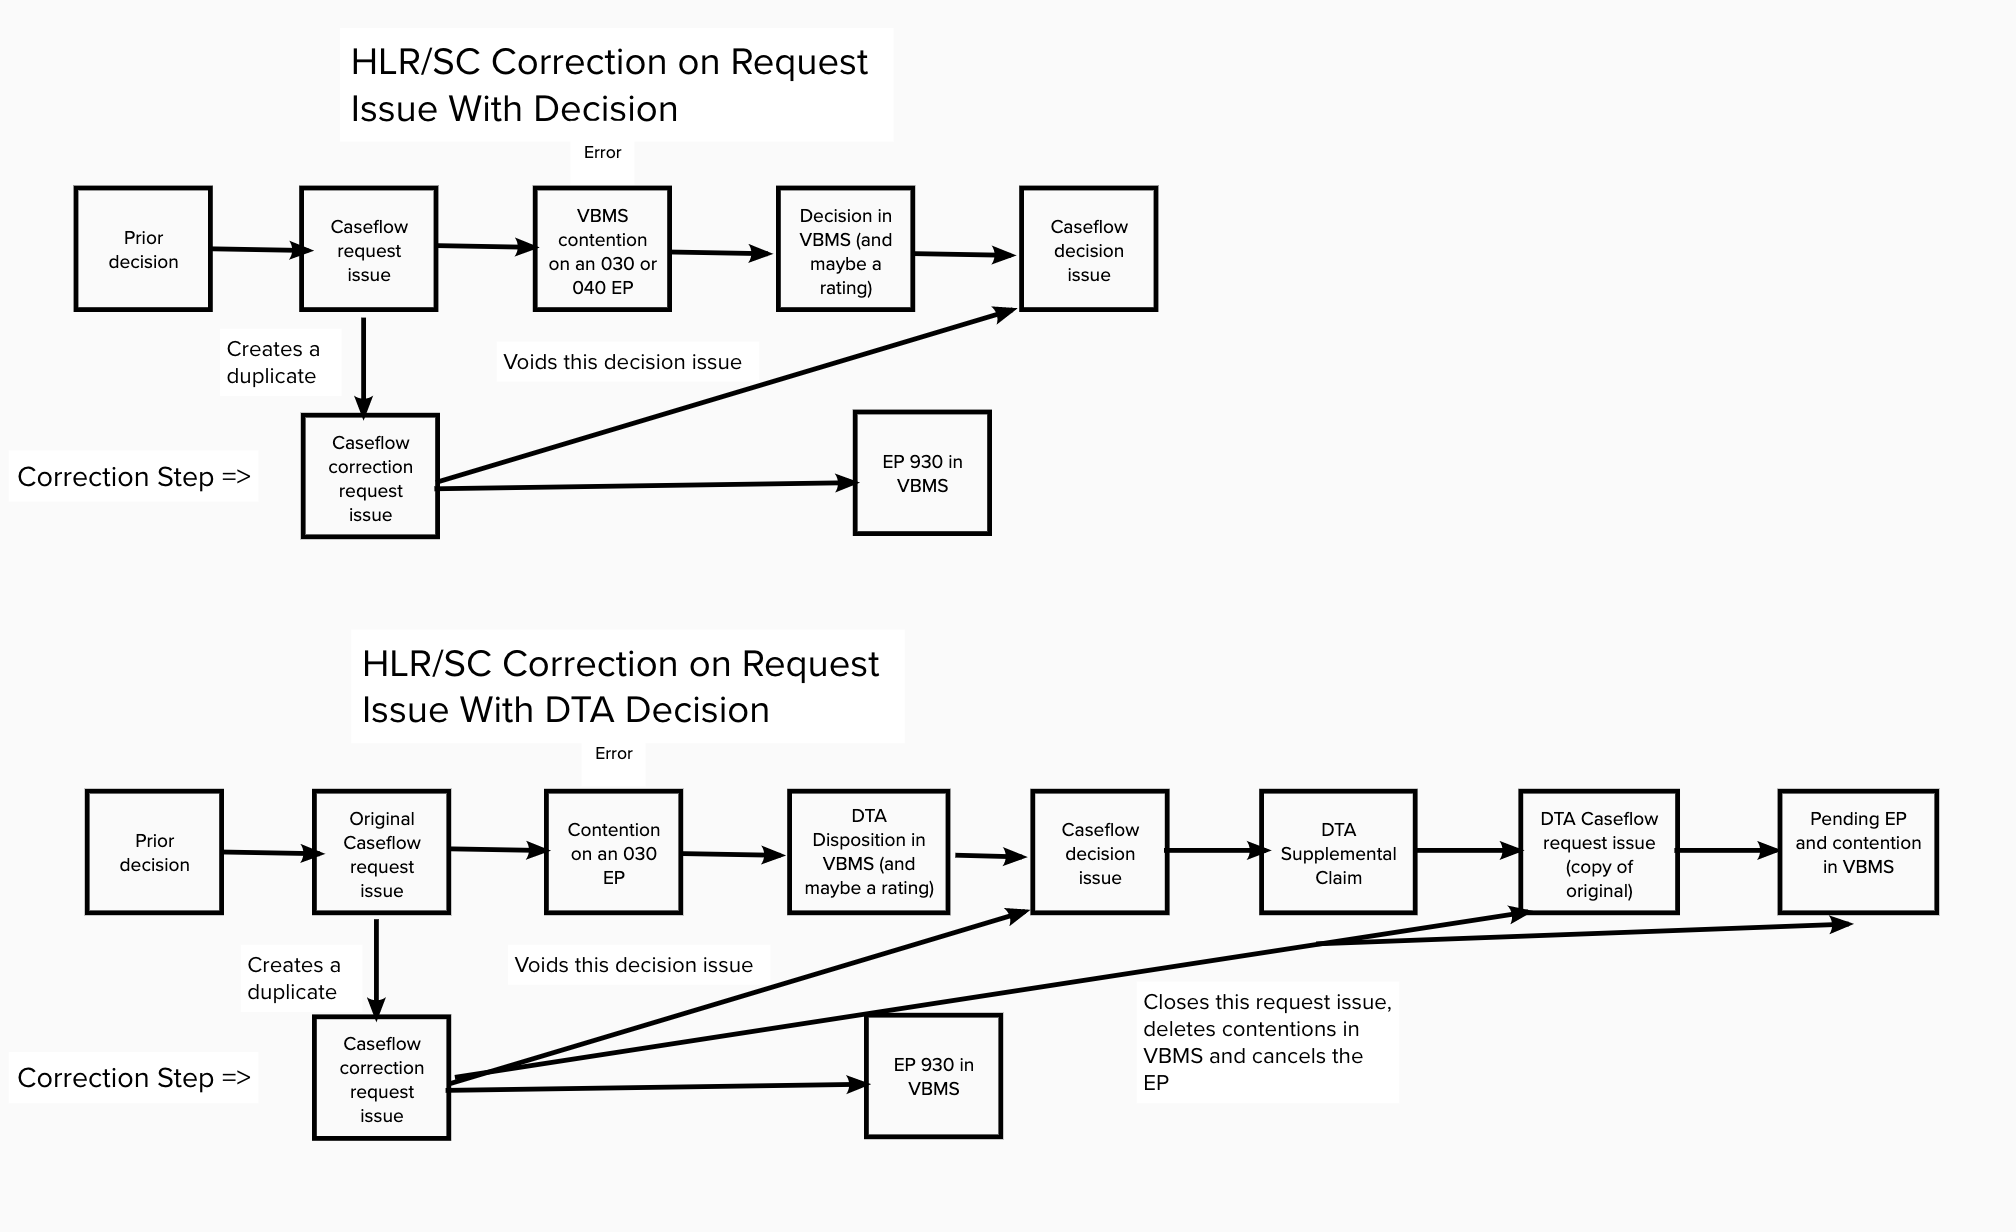 HLR/SC Correction on Request
Issue With Decision
Error
Prior
decision
Caseflow
request
issue
VBMS
contention
on an 030 or
040 EP
Decision in
VBMS (and
maybe a
rating)
Caseflow
decision
issue
Creates a
duplicate
Voids this decision issue
Correction Step =>
Caseflow
correction
request
issue
EP 930 in
VBMS
HLR/SC Correction on Request
Issue With DTA Decision
Error
Prior
decision
Original
Caseflow
request
issue
Contention
on an 030
EP
DTA
Disposition in
VBMS (and
maybe a rating)
Caseflow
decision
issue
DTA
Supplemental
Claim
DTA Caseflow
request issue
(copy of
original)
Pending EP
and contention
in VBMS
Creates a
duplicate
Voids this decision issue
Closes this request issue,
deletes contentions in
VBMS and cancels the
EP
Correction Step =>
Caseflow
correction
request
issue
EP 930 in
VBMS